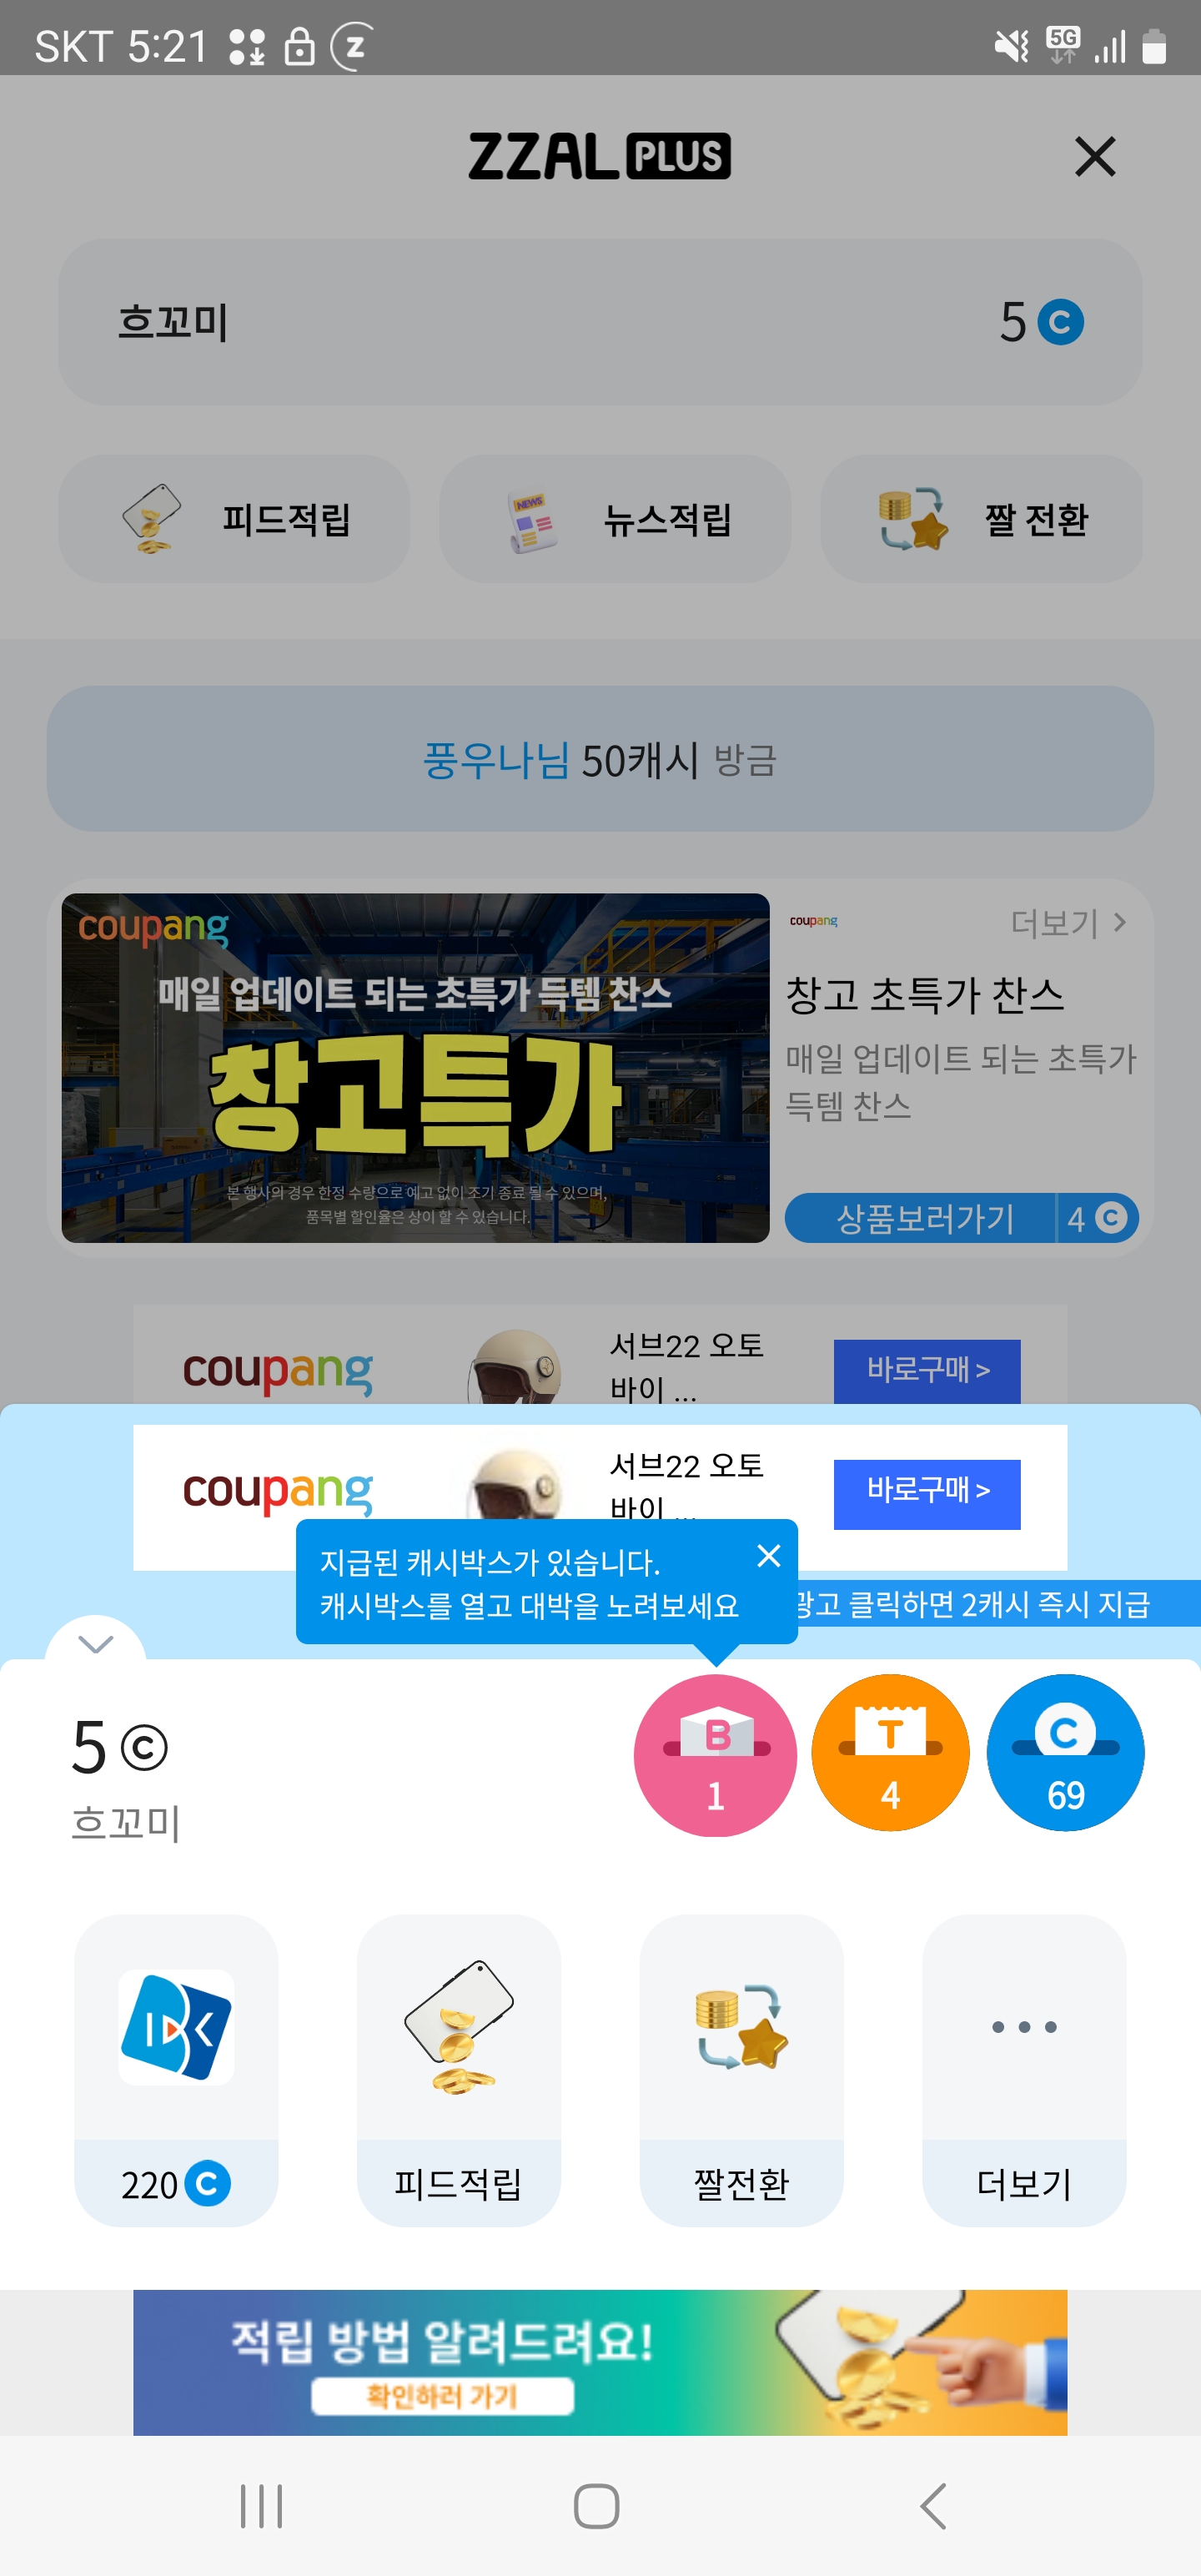 SKT 5:21
5G
ZZAL PLUS
흐꼬미
5 C
피드적립
NEWS
뉴스적립
짤 전환
풍우나님 50캐시 방금
coupang
매일 업데이트 되는 초특가 득템 찬스
창고특가
본 행사의 경우 한정 수량으로 예고 없이 조기 종료 될 수 있으며,
품목별 할인율은 상이 할 수 있습니다.
coupang
더보기 >
창고 초특가 찬스
매일 업데이트 되는 초특가
득템 찬스
상품보러가기 4 C
coupang
서브22 오토
바이 ...
바로구매 >
coupang
서브22 오토
바이 ...
바로구매 >
지급된 캐시박스가 있습니다.
캐시박스를 열고 대박을 노려보세요
광고 클릭하면 2캐시 즉시 지급
5 C
흐꼬미
B
1
T
4
C
69
220 C
피드적립
짤전환
더보기
적립 방법 알려드려요!
확인하러 가기